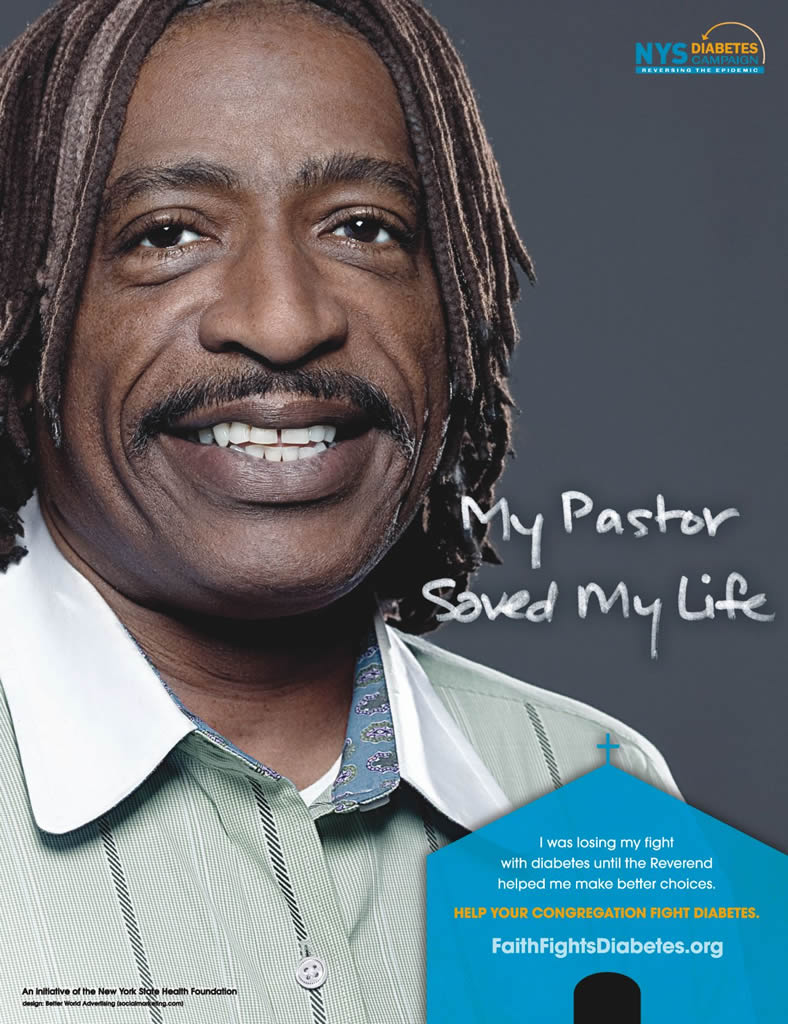 NYS DIABETES
CAMPAIGN
REVERSING THE EPIDEMIC
My Pastor
Saved My Life
I was losing my fight
with diabetes until the Reverend
helped me make better choices.
HELP YOUR CONGREGATION FIGHT DIABETES.
FaithFightsDiabetes.org
An initiative of the New York State Health Foundation
design: Better World Advertising (socialmarketing.com)